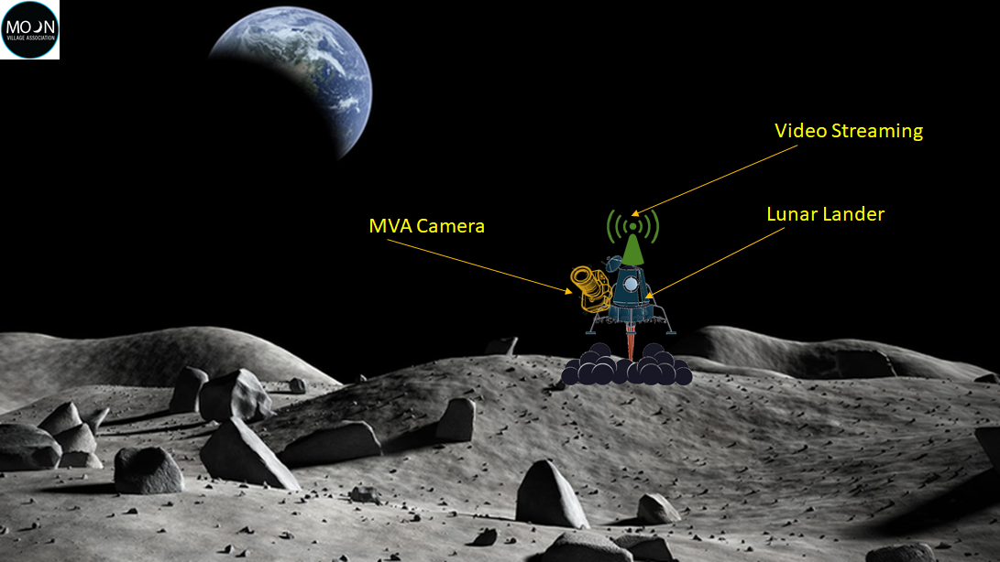 MOON
VILLAGE ASSOCIATION
Video Streaming
Lunar Lander
MVA Camera